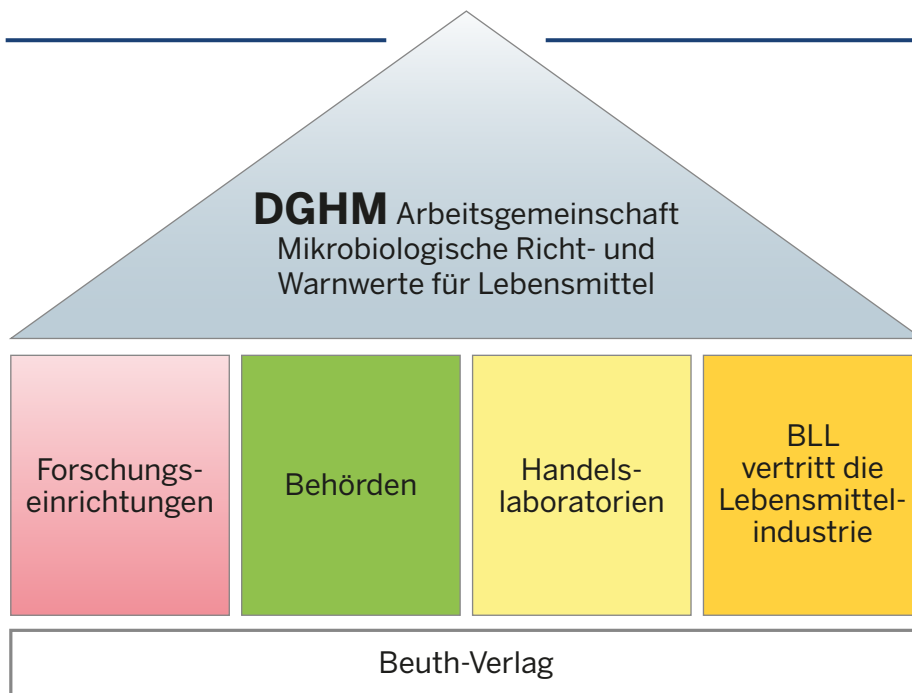 DGHM Arbeitsgemeinschaft
Mikrobiologische Richt- und
Warnwerte für Lebensmittel
Forschungs-
einrichtungen
Behörden
Handels-
laboratorien
BLL
vertritt die
Lebensmittel-
industrie
Beuth-Verlag